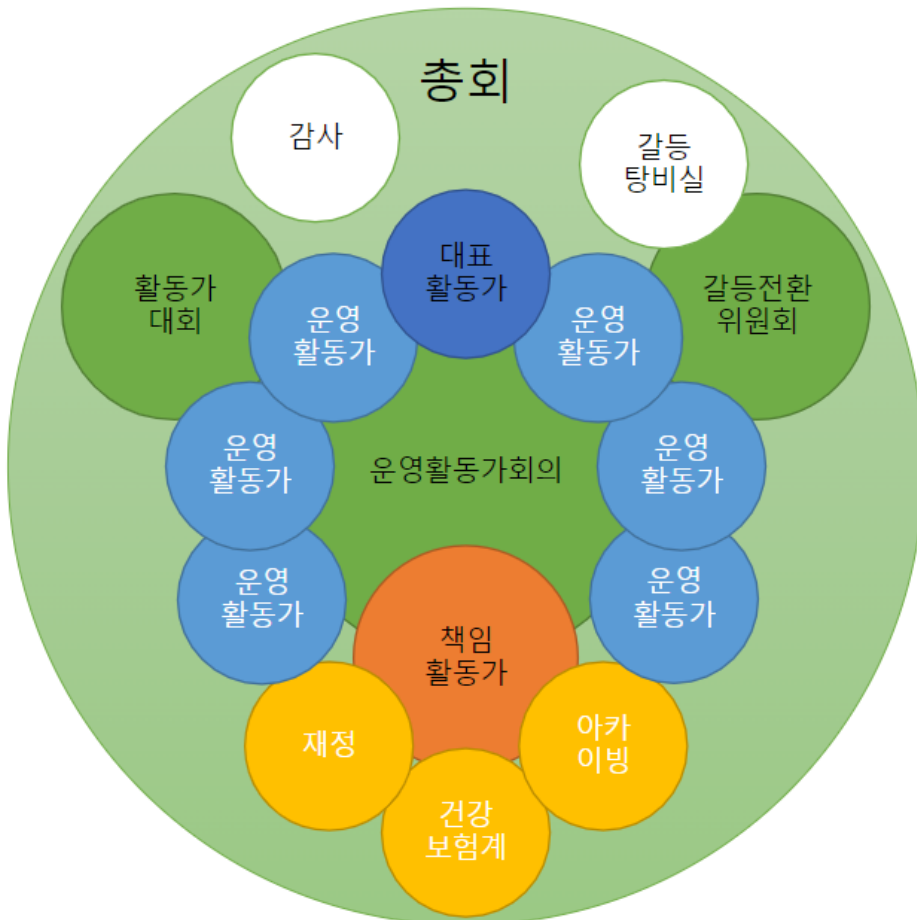 총회
감사
갈등
탕비실
대표
활동가
활동가
대회
갈등전환
위원회
운영
활동가
운영
활동가
운영
활동가
운영활동가회의
운영
활동가
운영
활동가
운영
활동가
책임
활동가
재정
아카
이빙
건강
보험계